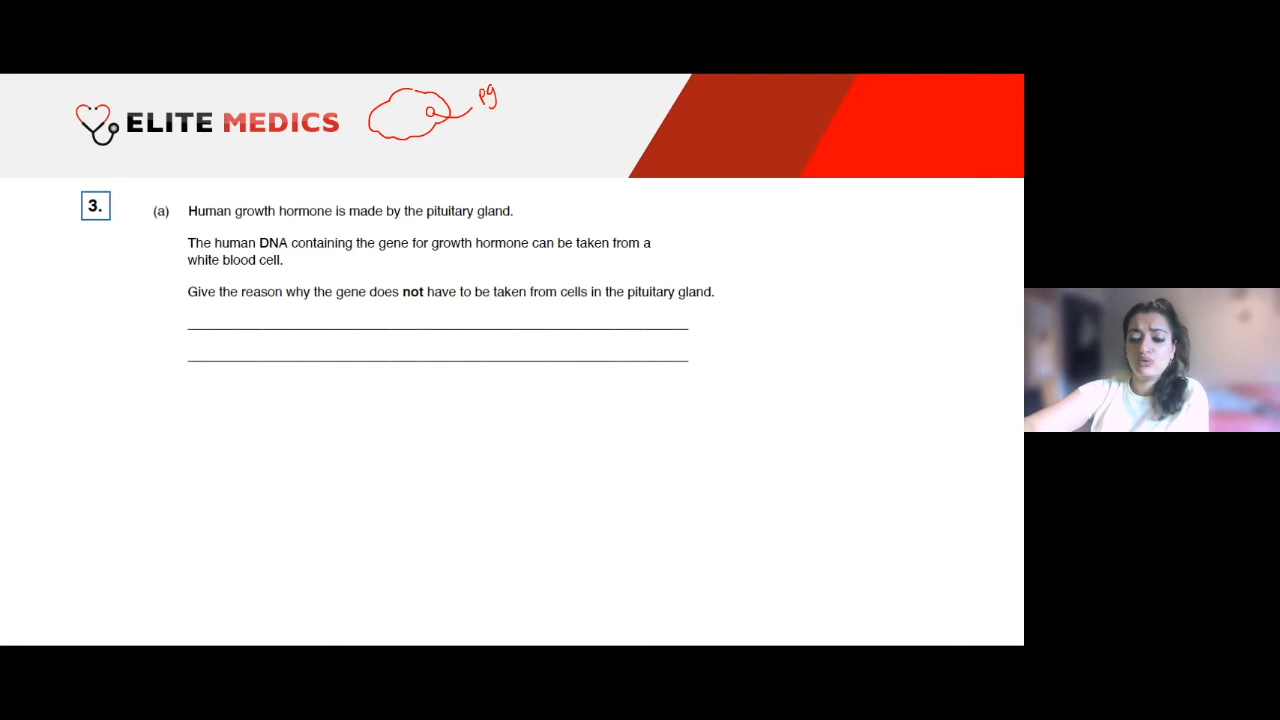 pg
ELITE MEDICS
3.
(a) Human growth hormone is made by the pituitary gland.
The human DNA containing the gene for growth hormone can be taken from a
white blood cell.
Give the reason why the gene does not have to be taken from cells in the pituitary gland.